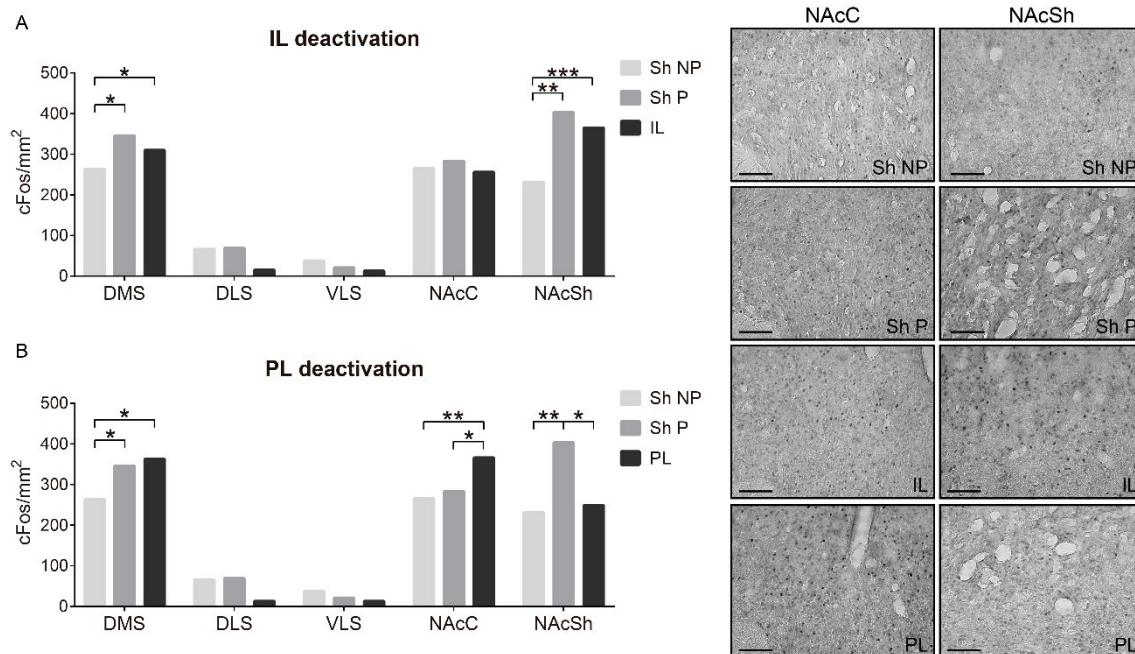 A
IL deactivation
cFos/mm²
500
400
300
200
100
0
* * ** ***
DMS DLS VLS NAcC NAcSh
Sh NP
Sh P
IL
B
PL deactivation
cFos/mm²
500
400
300
200
100
0
* * ** * ** *
DMS DLS VLS NAcC NAcSh
Sh NP
Sh P
PL
NAcC NAcSh
Sh NP Sh NP
Sh P Sh P
IL IL
PL PL